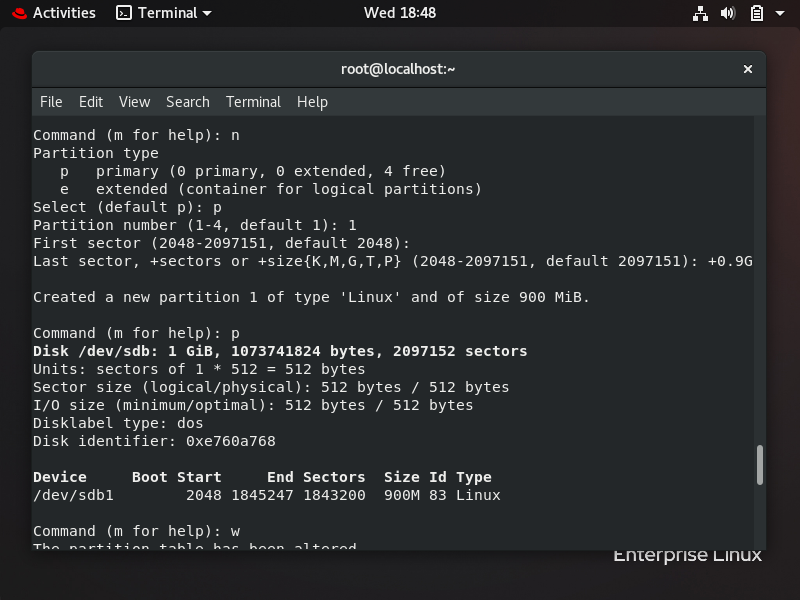 Activities Terminal Wed 18:48
root@localhost:~
File Edit View Search Terminal Help
Command (m for help): n
Partition type
   p   primary (0 primary, 0 extended, 4 free)
   e   extended (container for logical partitions)
Select (default p): p
Partition number (1-4, default 1): 1
First sector (2048-2097151, default 2048):
Last sector, +sectors or +size{K,M,G,T,P} (2048-2097151, default 2097151): +0.9G
Created a new partition 1 of type 'Linux' and of size 900 MiB.
Command (m for help): p
Disk /dev/sdb: 1 GiB, 1073741824 bytes, 2097152 sectors
Units: sectors of 1 * 512 = 512 bytes
Sector size (logical/physical): 512 bytes / 512 bytes
I/O size (minimum/optimal): 512 bytes / 512 bytes
Disklabel type: dos
Disk identifier: 0xe760a768
Device     Boot Start     End Sectors  Size Id Type
/dev/sdb1        2048 1845247 1843200  900M 83 Linux
Command (m for help): w
The partition table has been altered
Enterprise Linux